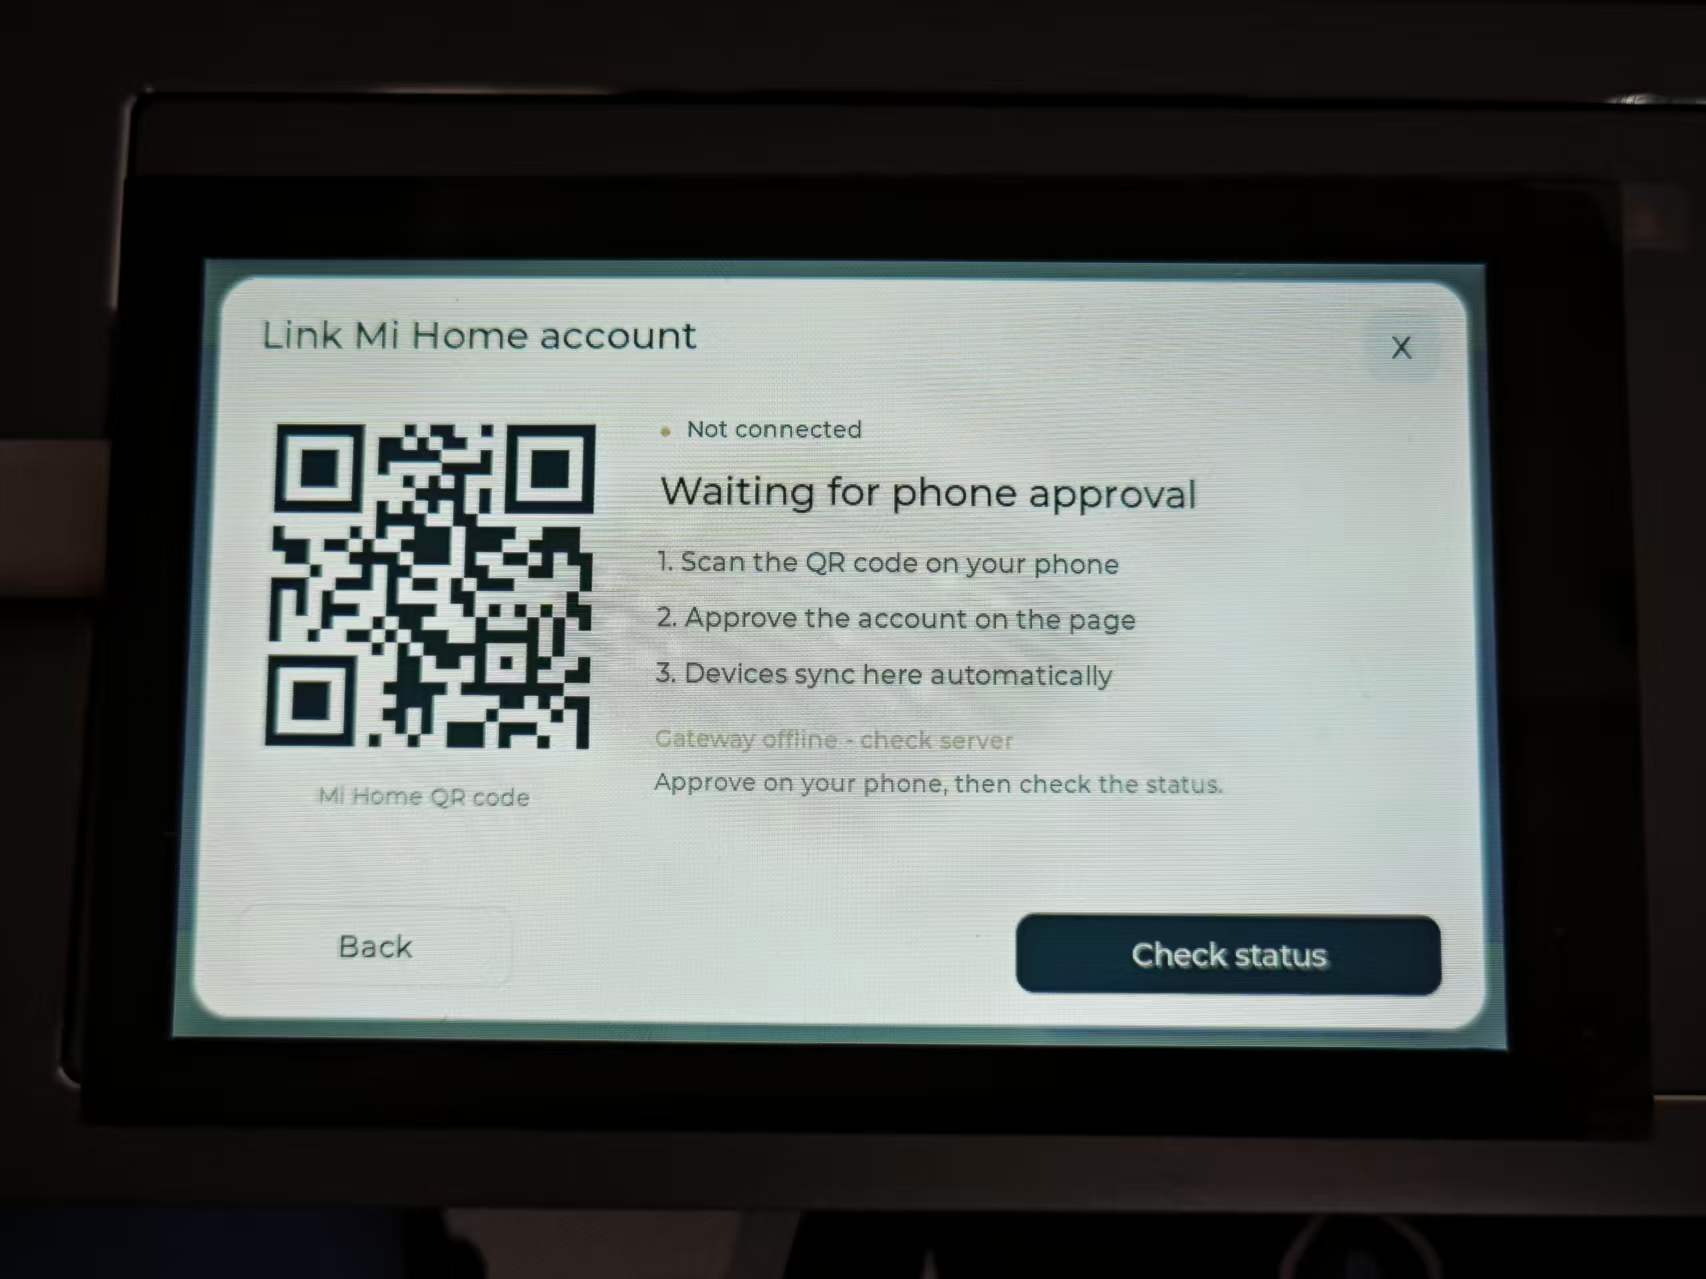 Link Mi Home account
X
Not connected
Waiting for phone approval
1. Scan the QR code on your phone
2. Approve the account on the page
3. Devices sync here automatically
Gateway offline - check server
Approve on your phone, then check the status.
Mi Home QR code
Back
Check status